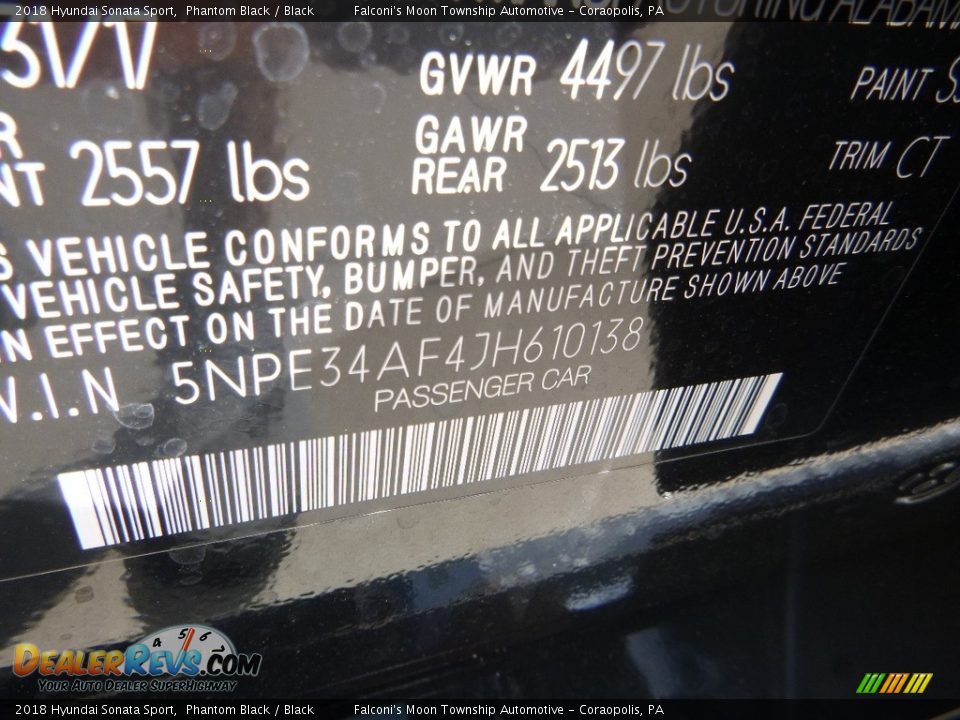 2018 Hyundai Sonata Sport, Phantom Black / Black Falconi's Moon Township Automotive - Coraopolis, PA
GVWR 4497 lbs
PAINT
2557 lbs
GAWR
REAR 2513 lbs
TRIM CT
VEHICLE CONFORMS TO ALL APPLICABLE U.S.A. FEDERAL
VEHICLE SAFETY, BUMPER, AND THEFT PREVENTION STANDARDS
IN EFFECT ON THE DATE OF MANUFACTURE SHOWN ABOVE
V.I.N 5NPE34AF4JH610138
PASSENGER CAR
4 5 6
DEALERREVS.COM
Your Auto Dealer SuperHighway
2018 Hyundai Sonata Sport, Phantom Black / Black Falconi's Moon Township Automotive - Coraopolis, PA